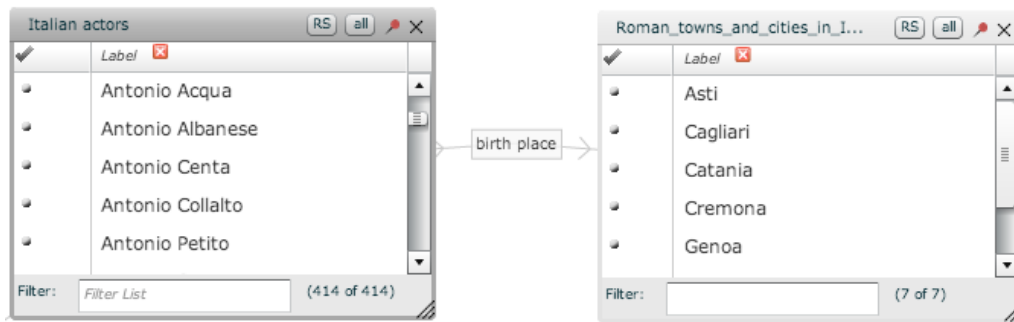 Italian actors RS all
Label
Antonio Acqua
Antonio Albanese
Antonio Centa
Antonio Collalto
Antonio Petito
Filter: Filter List (414 of 414)
birth place
Roman_towns_and_cities_in_I... RS all
Label
Asti
Cagliari
Catania
Cremona
Genoa
Filter: (7 of 7)